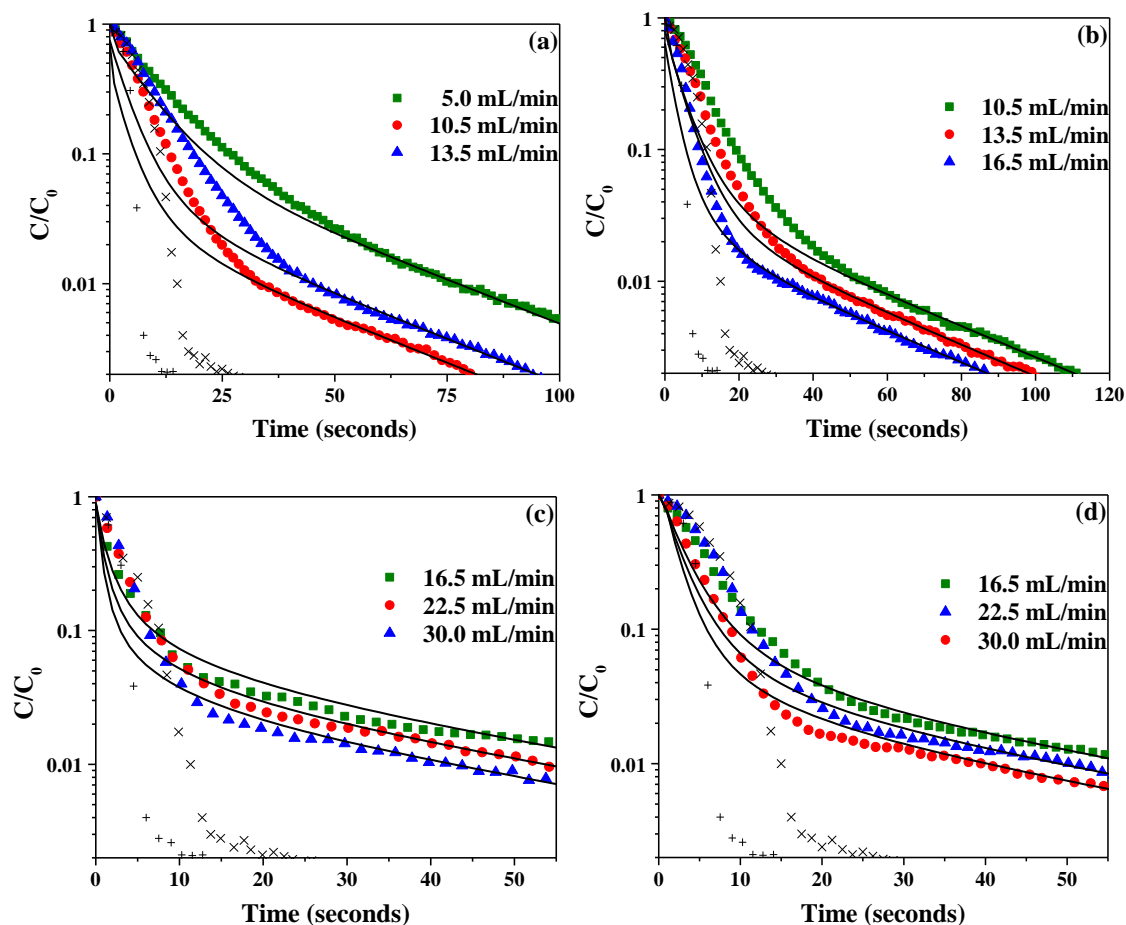 (a)
5.0 mL/min
10.5 mL/min
13.5 mL/min
C/C₀
1
0.1
0.01
0 25 50 75 100
Time (seconds)
(b)
10.5 mL/min
13.5 mL/min
16.5 mL/min
C/C₀
1
0.1
0.01
0 20 40 60 80 100 120
Time (seconds)
(c)
16.5 mL/min
22.5 mL/min
30.0 mL/min
C/C₀
1
0.1
0.01
0 10 20 30 40 50
Time (seconds)
(d)
16.5 mL/min
22.5 mL/min
30.0 mL/min
C/C₀
1
0.1
0.01
0 10 20 30 40 50
Time (seconds)